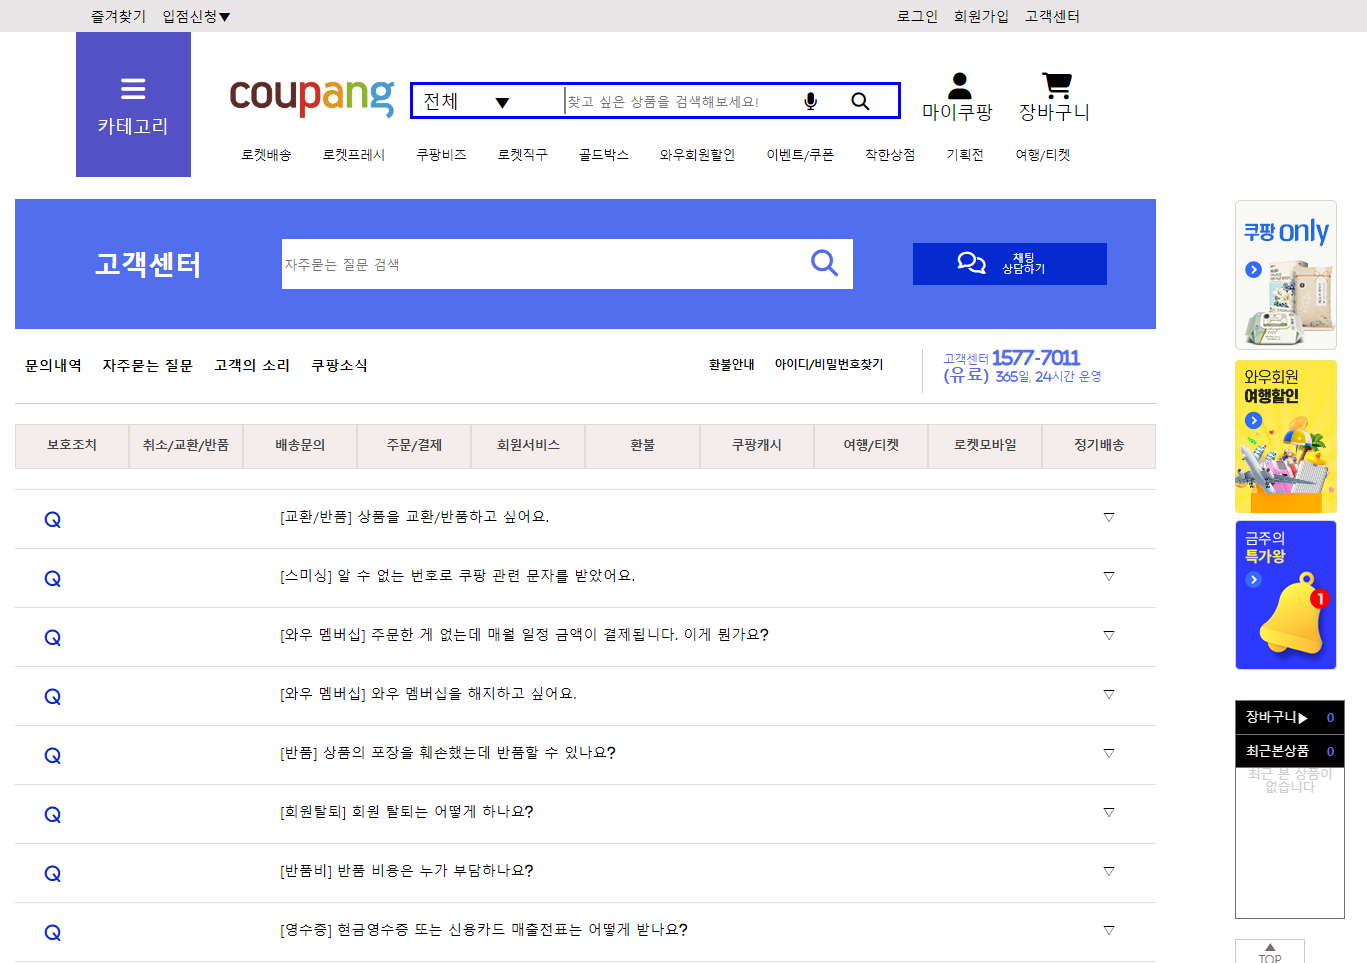 즐겨찾기 입점신청▼
로그인 회원가입 고객센터
카테고리
coupang
전체 ▼ 찾고 싶은 상품을 검색해보세요!
마이쿠팡 장바구니
로켓배송 로켓프레시 쿠팡비즈 로켓직구 골드박스 와우회원할인 이벤트/쿠폰 착한상점 기획전 여행/티켓
고객센터
자주묻는 질문 검색
채팅
상담하기
문의내역 자주묻는 질문 고객의 소리 쿠팡소식
환불안내 아이디/비밀번호찾기
고객센터 1577-7011
(유료) 365일, 24시간 운영
보호조치 취소/교환/반품 배송문의 주문/결제 회원서비스 환불 쿠팡캐시 여행/티켓 로켓모바일 정기배송
Q [교환/반품] 상품을 교환/반품하고 싶어요. ▽
Q [스미싱] 알 수 없는 번호로 쿠팡 관련 문자를 받았어요. ▽
Q [와우 멤버십] 주문한 게 없는데 매월 일정 금액이 결제됩니다. 이게 뭔가요? ▽
Q [와우 멤버십] 와우 멤버십을 해지하고 싶어요. ▽
Q [반품] 상품의 포장을 훼손했는데 반품할 수 있나요? ▽
Q [회원탈퇴] 회원 탈퇴는 어떻게 하나요? ▽
Q [반품비] 반품 비용은 누가 부담하나요? ▽
Q [영수증] 현금영수증 또는 신용카드 매출전표는 어떻게 받나요? ▽
쿠팡 only
와우회원
여행할인
금주의
특가왕
1
장바구니▶ 0
최근본상품 0
최근 본 상품이
없습니다
▲
TOP